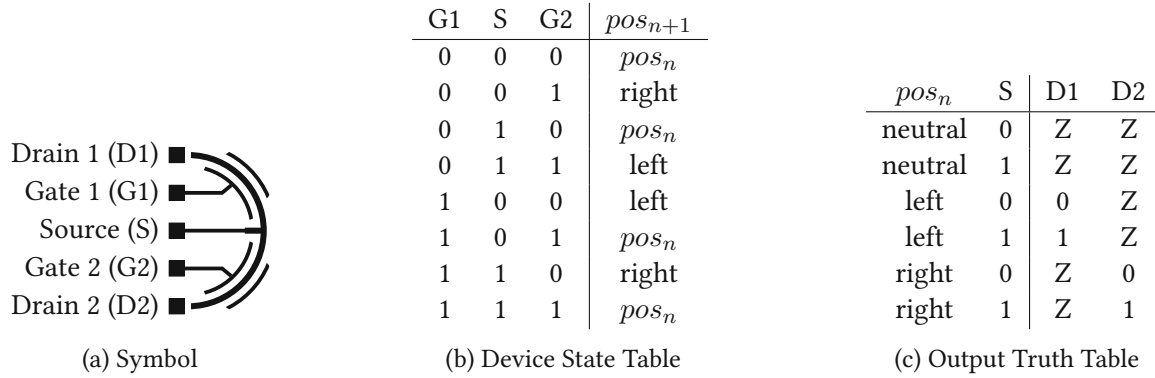 Drain 1 (D1)
Gate 1 (G1)
Source (S)
Gate 2 (G2)
Drain 2 (D2)
(a) Symbol
G1 S G2 pos_{n+1}
0 0 0 pos_n
0 0 1 right
0 1 0 pos_n
0 1 1 left
1 0 0 left
1 0 1 pos_n
1 1 0 right
1 1 1 pos_n
(b) Device State Table
pos_n S D1 D2
neutral 0 Z Z
neutral 1 Z Z
left 0 0 Z
left 1 1 Z
right 0 Z 0
right 1 Z 1
(c) Output Truth Table